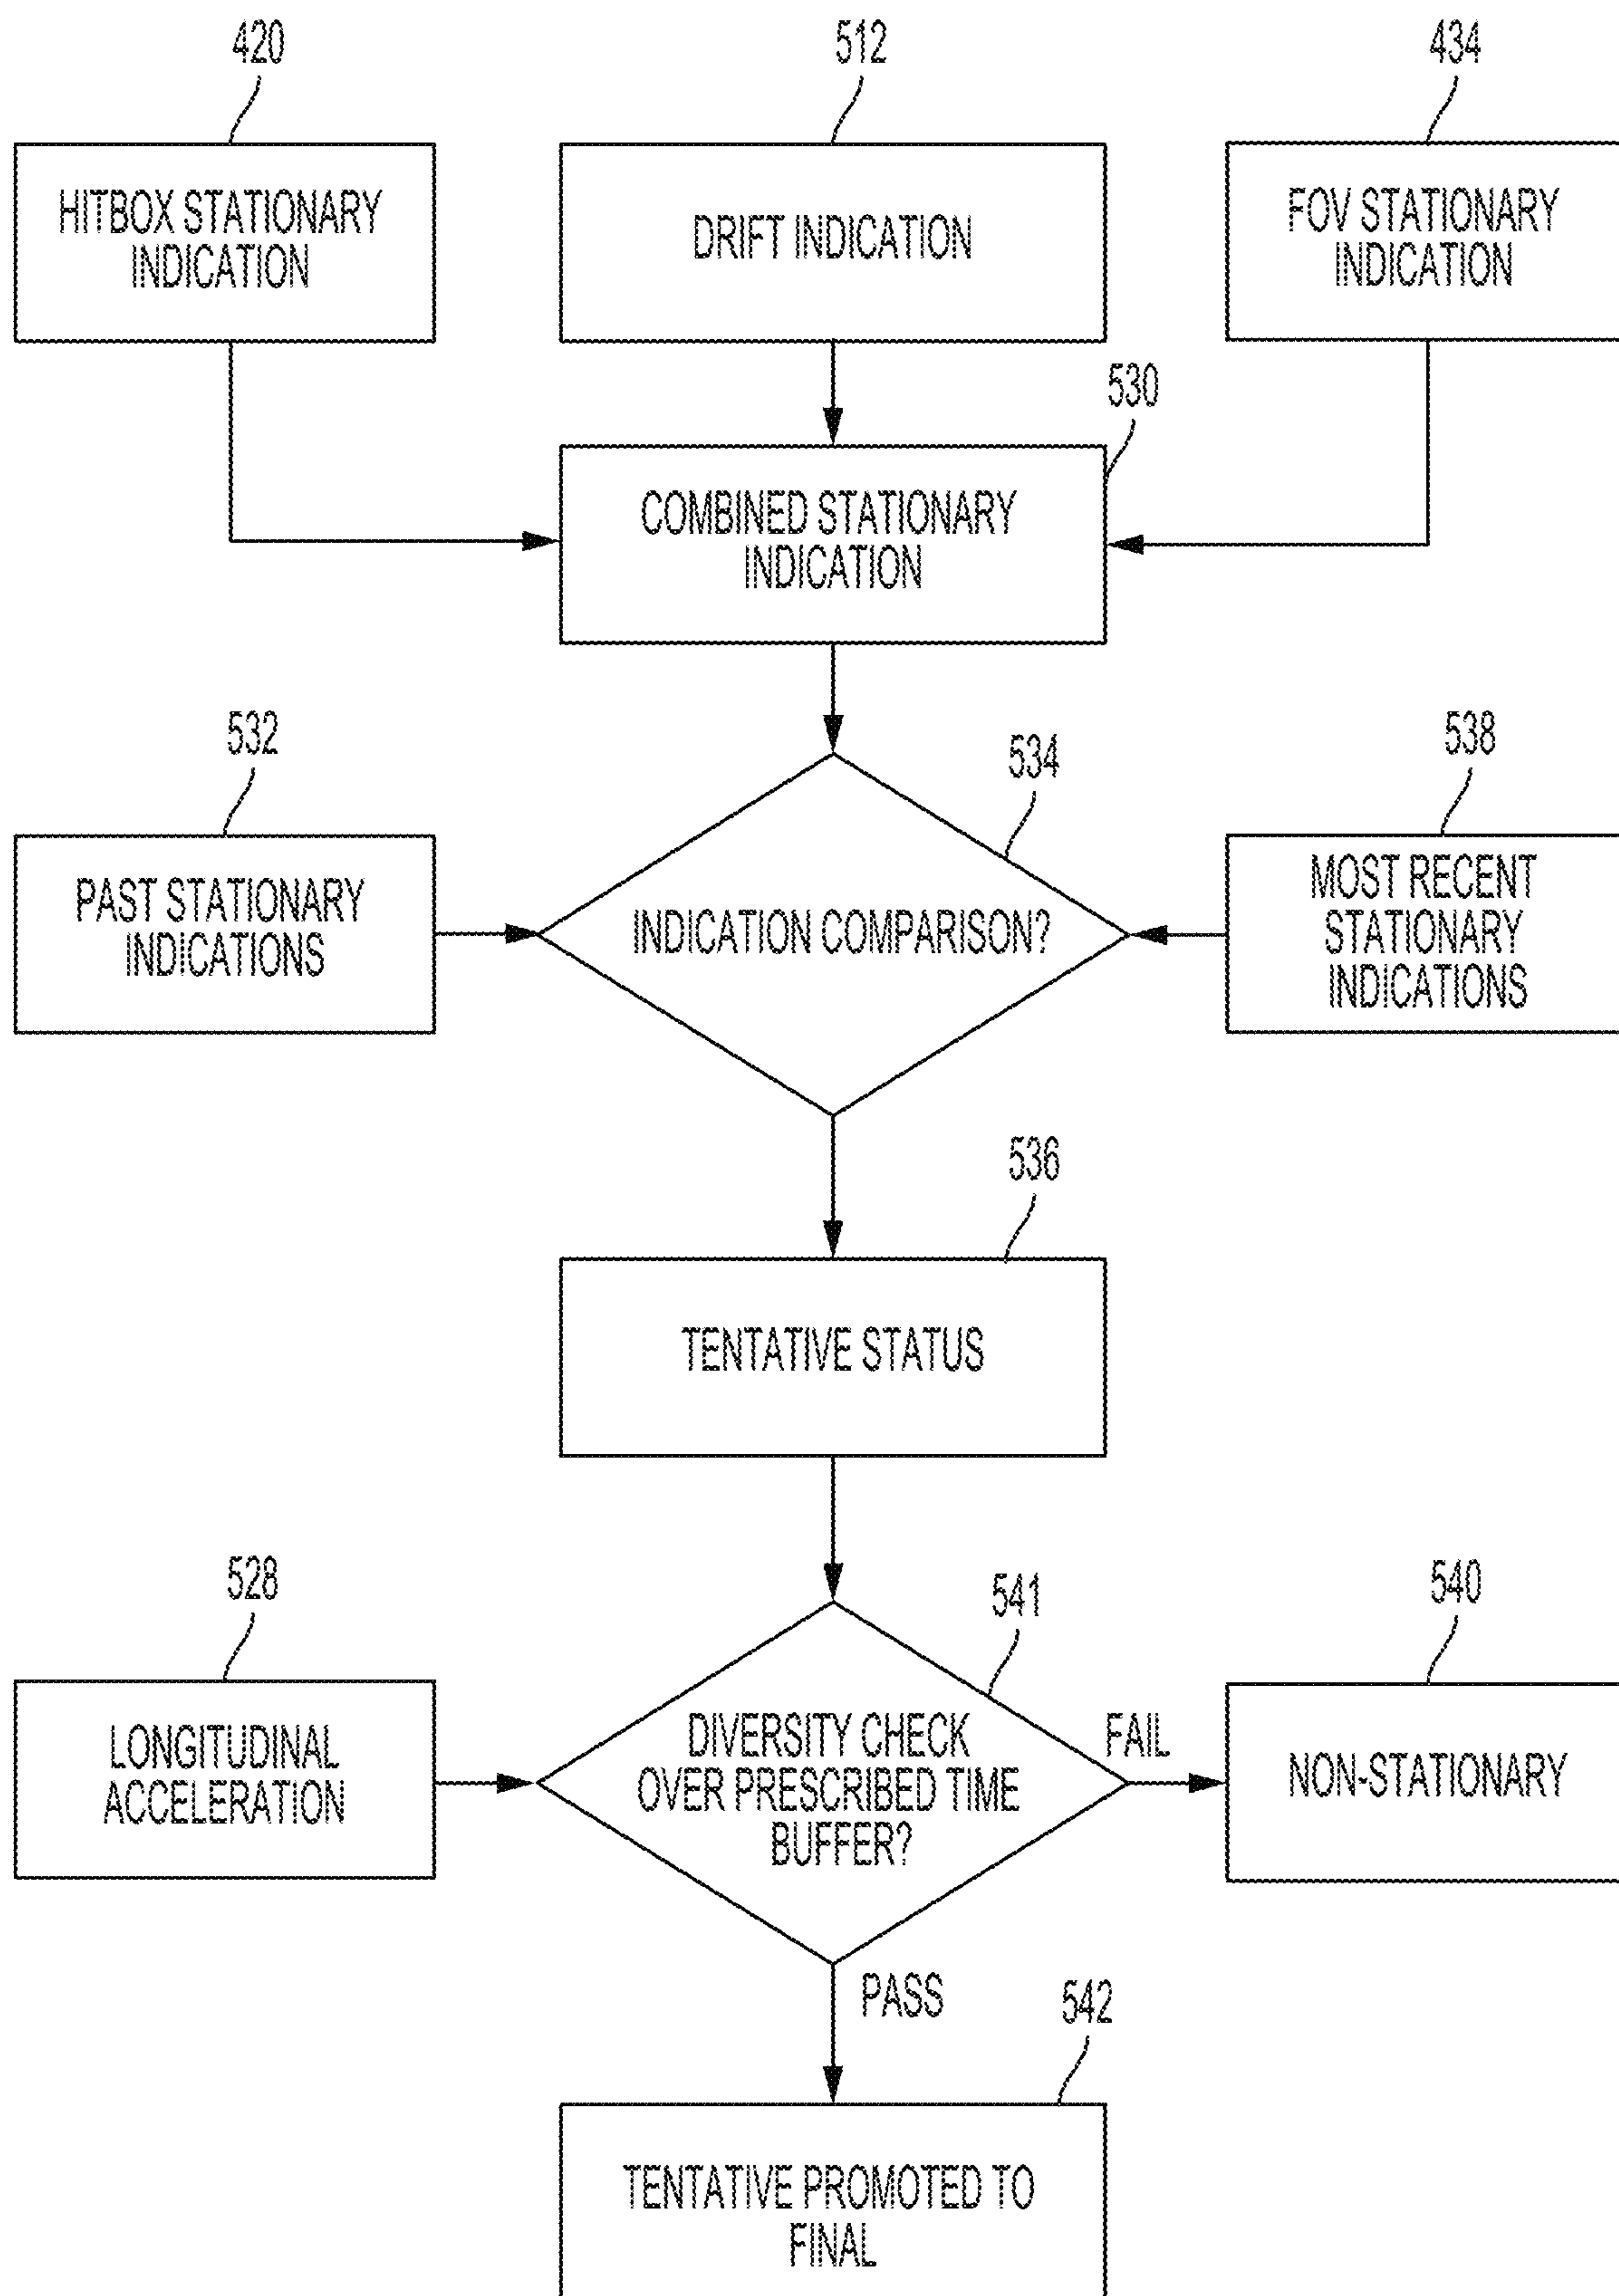 420
512
434
HITBOX STATIONARY
INDICATION
DRIFT INDICATION
FOV STATIONARY
INDICATION
530
COMBINED STATIONARY
INDICATION
532
534
538
PAST STATIONARY
INDICATIONS
INDICATION COMPARISON?
MOST RECENT
STATIONARY
INDICATIONS
536
TENTATIVE STATUS
528
541
540
LONGITUDINAL
ACCELERATION
DIVERSITY CHECK
OVER PRESCRIBED TIME
BUFFER?
FAIL
NON-STATIONARY
PASS
542
TENTATIVE PROMOTED TO
FINAL